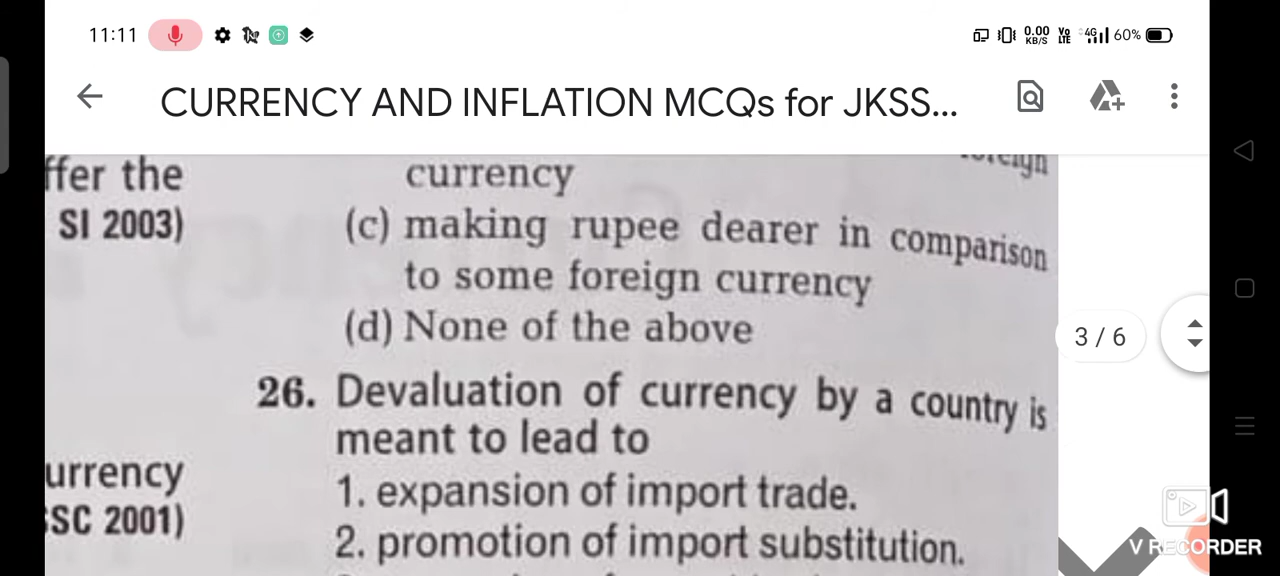 11:11
0.00 KB/S
Vo LTE
4G
60%
CURRENCY AND INFLATION MCQs for JKSS...
ffer the
SI 2003)
urrency
SC 2001)
currency
(c) making rupee dearer in comparison
to some foreign currency
(d) None of the above
26. Devaluation of currency by a country is
meant to lead to
1. expansion of import trade.
2. promotion of import substitution.
3 / 6
V RECORDER